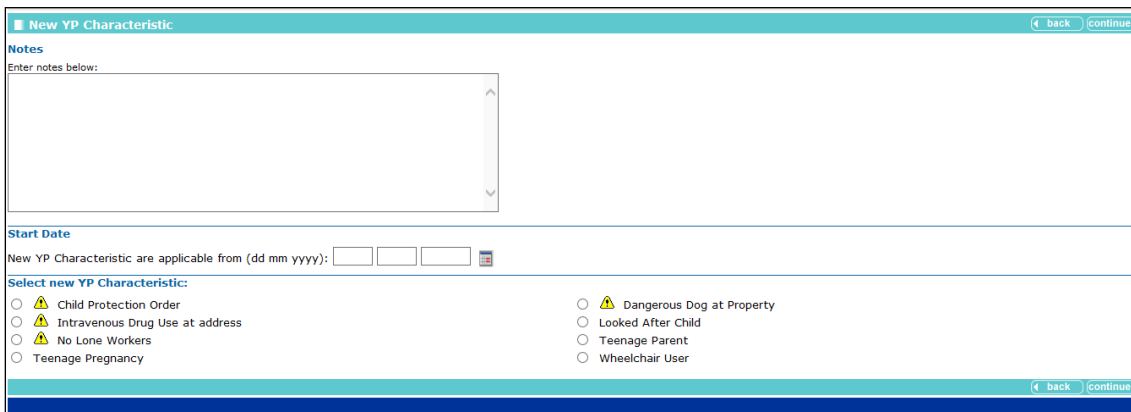 New YP Characteristic
back continue
Notes
Enter notes below:
Start Date
New YP Characteristic are applicable from (dd mm yyyy):
Select new YP Characteristic:
Child Protection Order
Dangerous Dog at Property
Intravenous Drug Use at address
Looked After Child
No Lone Workers
Teenage Parent
Teenage Pregnancy
Wheelchair User
back continue